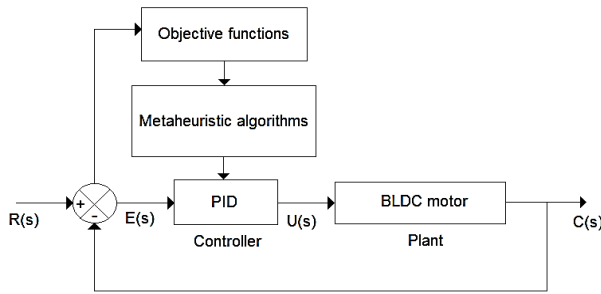 Objective functions
Metaheuristic algorithms
+
-
R(s)
E(s)
PID
Controller
U(s)
BLDC motor
Plant
C(s)